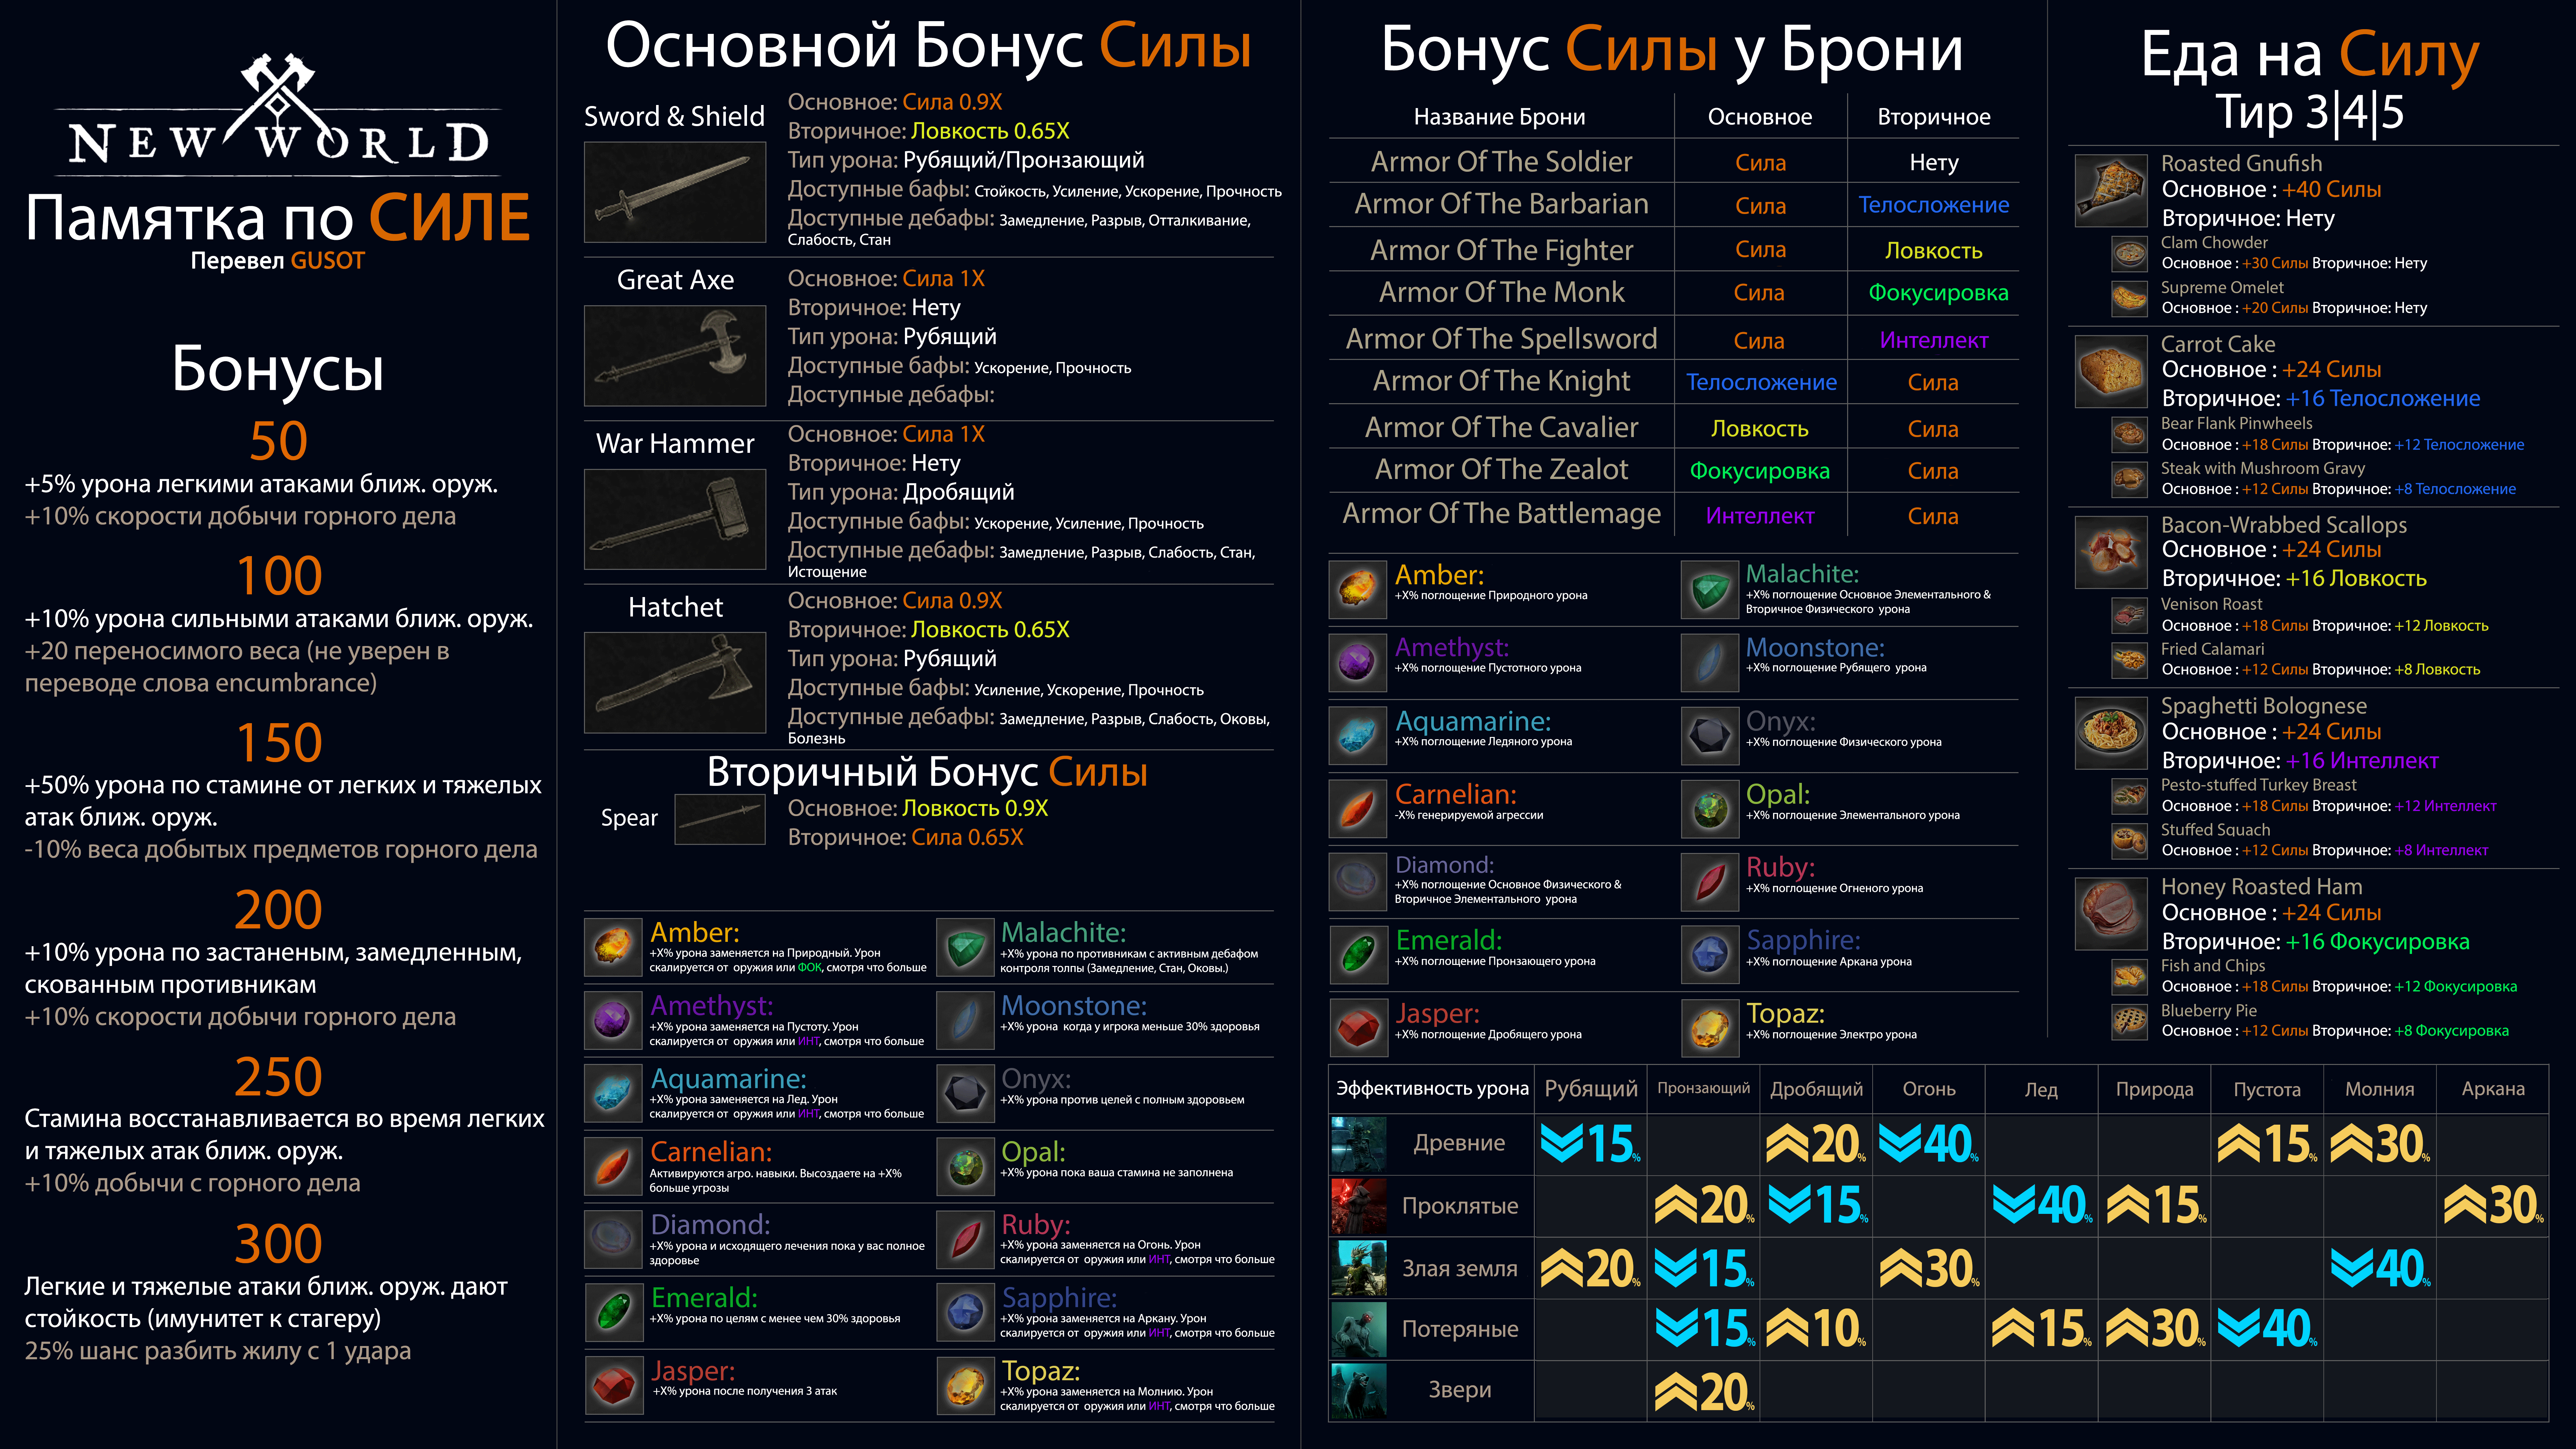 NEW WORLD
Памятка по СИЛЕ
Перевел GUSOT
Бонусы
50
+5% урона легкими атаками ближ. оруж.
+10% скорости добычи горного дела
100
+10% урона сильными атаками ближ. оруж.
+20 переносимого веса (не уверен в
переводе слова encumbrance)
150
+50% урона по стамине от легких и тяжелых
атак ближ. оруж.
-10% веса добытых предметов горного дела
200
+10% урона по застаненым, замедленным,
скованным противникам
+10% скорости добычи горного дела
250
Стамина восстанавливается во время легких
и тяжелых атак ближ. оруж.
+10% добычи с горного дела
300
Легкие и тяжелые атаки ближ. оруж. дают
стойкость (имунитет к стагеру)
25% шанс разбить жилу с 1 удара
Основной Бонус Силы
Sword & Shield
Основное: Сила 0.9X
Вторичное: Ловкость 0.65X
Тип урона: Рубящий/Пронзающий
Доступные бафы: Стойкость, Усиление, Ускорение, Прочность
Доступные дебафы: Замедление, Разрыв, Отталкивание,
Слабость, Стан
Great Axe
Основное: Сила 1X
Вторичное: Нету
Тип урона: Рубящий
Доступные бафы: Ускорение, Прочность
Доступные дебафы:
War Hammer
Основное: Сила 1X
Вторичное: Нету
Тип урона: Дробящий
Доступные бафы: Ускорение, Усиление, Прочность
Доступные дебафы: Замедление, Разрыв, Слабость, Стан,
Истощение
Hatchet
Основное: Сила 0.9X
Вторичное: Ловкость 0.65X
Тип урона: Рубящий
Доступные бафы: Усиление, Ускорение, Прочность
Доступные дебафы: Замедление, Разрыв, Слабость, Оковы,
Болезнь
Вторичный Бонус Силы
Spear
Основное: Ловкость 0.9X
Вторичное: Сила 0.65X
Amber:
+X% урона заменяется на Природный. Урон
скалируется от оружия или ФОК, смотря что больше
Malachite:
+X% урона по противникам с активным дебафом
контроля толпы (Замедление, Стан, Оковы.)
Amethyst:
+X% урона заменяется на Пустоту. Урон
скалируется от оружия или ИНТ, смотря что больше
Moonstone:
+X% урона когда у игрока меньше 30% здоровья
Aquamarine:
+X% урона заменяется на Лед. Урон
скалируется от оружия или ИНТ, смотря что больше
Onyx:
+X% урона против целей с полным здоровьем
Carnelian:
Активируются агро. навыки. Высоздаете на +X%
больше угрозы
Opal:
+X% урона пока ваша стамина не заполнена
Diamond:
+X% урона и исходящего лечения пока у вас полное
здоровье
Ruby:
+X% урона заменяется на Огонь. Урон
скалируется от оружия или ИНТ, смотря что больше
Emerald:
+X% урона по целям с менее чем 30% здоровья
Sapphire:
+X% урона заменяется на Аркану. Урон
скалируется от оружия или ИНТ, смотря что больше
Jasper:
+X% урона после получения 3 атак
Topaz:
+X% урона заменяется на Молнию. Урон
скалируется от оружия или ИНТ, смотря что больше
Бонус Силы у Брони
Название Брони Основное Вторичное
Armor Of The Soldier Сила Нету
Armor Of The Barbarian Сила Телосложение
Armor Of The Fighter Сила Ловкость
Armor Of The Monk Сила Фокусировка
Armor Of The Spellsword Сила Интеллект
Armor Of The Knight Телосложение Сила
Armor Of The Cavalier Ловкость Сила
Armor Of The Zealot Фокусировка Сила
Armor Of The Battlemage Интеллект Сила
Amber:
+X% поглощение Природного урона
Malachite:
+X% поглощение Основное Элементального &
Вторичное Физического урона
Amethyst:
+X% поглощение Пустотного урона
Moonstone:
+X% поглощение Рубящего урона
Aquamarine:
+X% поглощение Ледяного урона
Onyx:
+X% поглощение Физического урона
Carnelian:
-X% генерируемой агрессии
Opal:
+X% поглощение Элементального урона
Diamond:
+X% поглощение Основное Физического &
Вторичное Элементального урона
Ruby:
+X% поглощение Огненого урона
Emerald:
+X% поглощение Пронзающего урона
Sapphire:
+X% поглощение Аркана урона
Jasper:
+X% поглощение Дробящего урона
Topaz:
+X% поглощение Электро урона
Еда на Силу
Тир 3|4|5
Roasted Gnufish
Основное : +40 Силы
Вторичное: Нету
Clam Chowder
Основное : +30 Силы Вторичное: Нету
Supreme Omelet
Основное : +20 Силы Вторичное: Нету
Carrot Cake
Основное : +24 Силы
Вторичное: +16 Телосложение
Bear Flank Pinwheels
Основное : +18 Силы Вторичное: +12 Телосложение
Steak with Mushroom Gravy
Основное : +12 Силы Вторичное: +8 Телосложение
Bacon-Wrabbed Scallops
Основное : +24 Силы
Вторичное: +16 Ловкость
Venison Roast
Основное : +18 Силы Вторичное: +12 Ловкость
Fried Calamari
Основное : +12 Силы Вторичное: +8 Ловкость
Spaghetti Bolognese
Основное : +24 Силы
Вторичное: +16 Интеллект
Pesto-stuffed Turkey Breast
Основное : +18 Силы Вторичное: +12 Интеллект
Stuffed Squach
Основное : +12 Силы Вторичное: +8 Интеллект
Honey Roasted Ham
Основное : +24 Силы
Вторичное: +16 Фокусировка
Fish and Chips
Основное : +18 Силы Вторичное: +12 Фокусировка
Blueberry Pie
Основное : +12 Силы Вторичное: +8 Фокусировка
Эффективность урона Рубящий Пронзающий Дробящий Огонь Лед Природа Пустота Молния Аркана
Древние 15% 20% 40% 15% 30%
Проклятые 20% 15% 40% 15% 30%
Злая земля 20% 15% 30% 40%
Потеряные 15% 10% 15% 30% 40%
Звери 20%